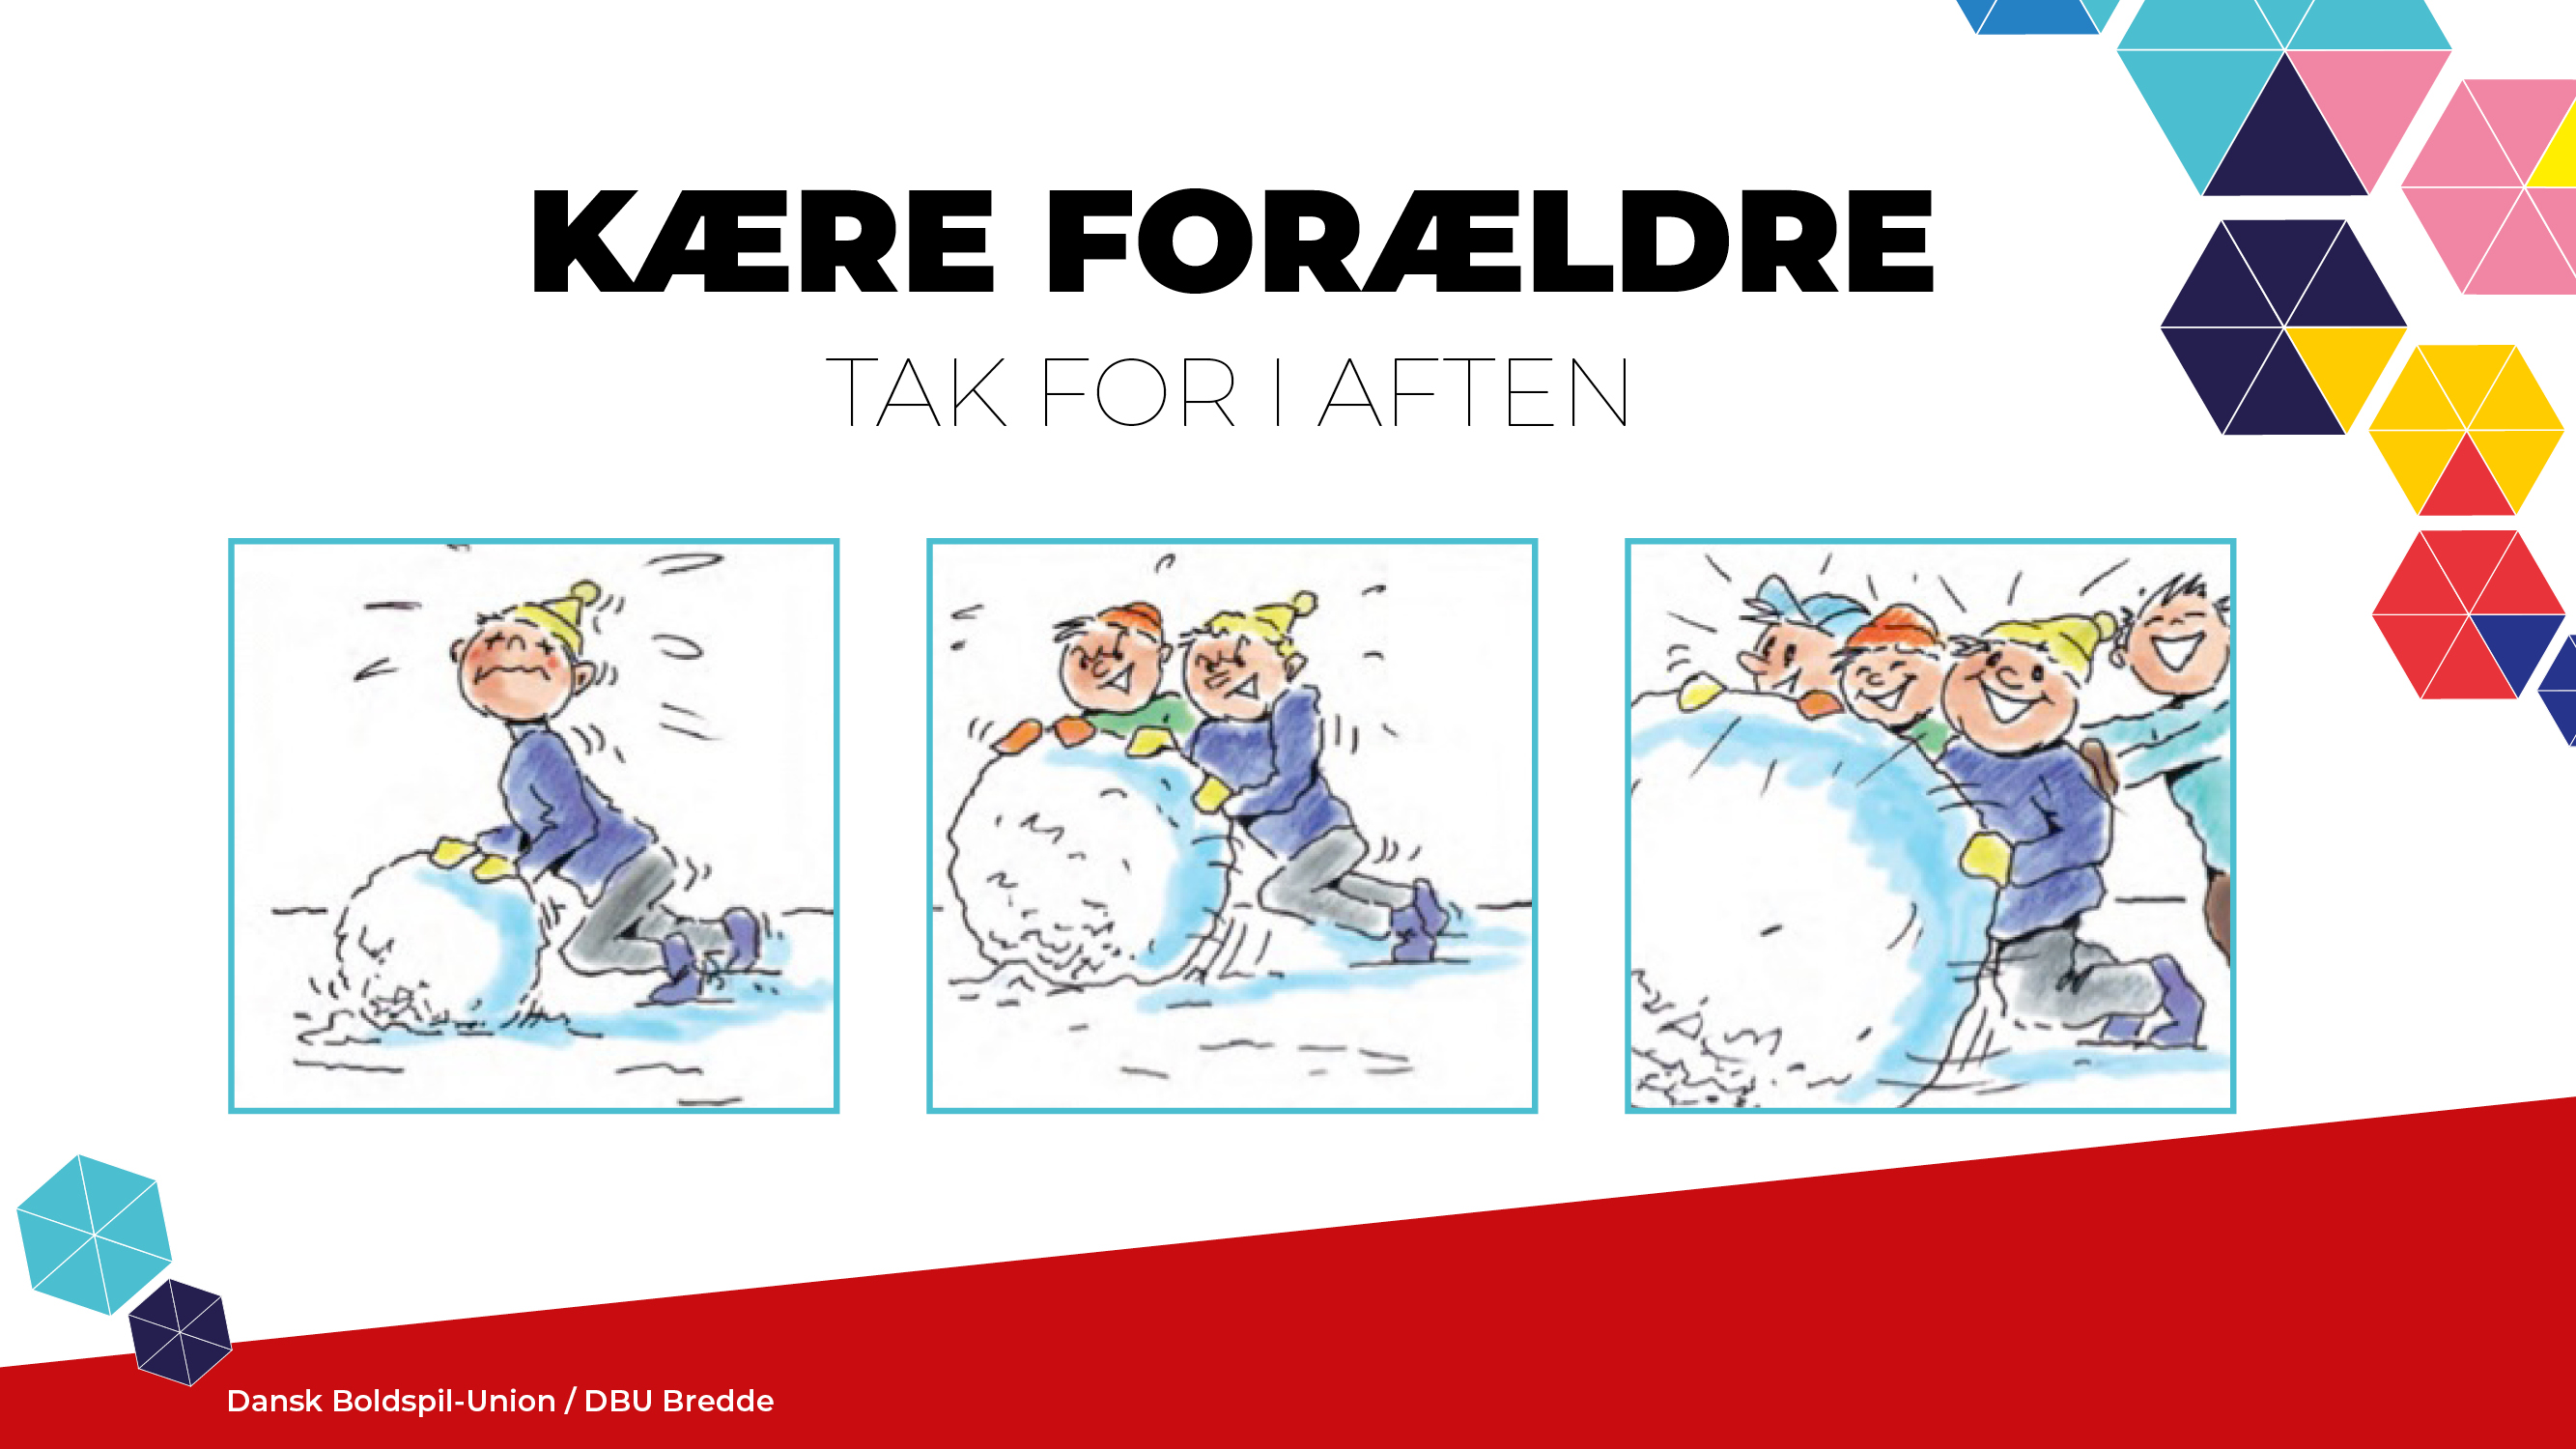 KÆRE FORÆLDRE
TAK FOR I AFTEN
Dansk Boldspil-Union / DBU Bredde